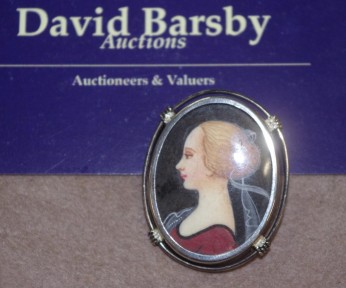 David Barsby
Auctions
Auctioneers & Valuers